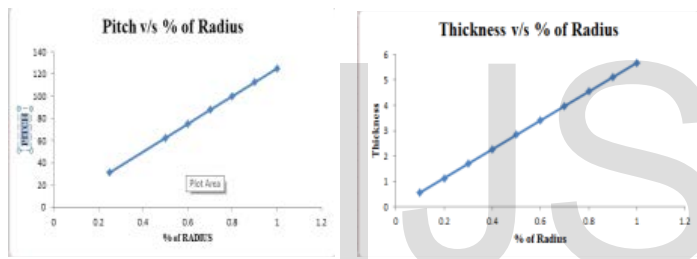 Pitch v/s % of Radius
140
120
100
80
60
40
20
0
PITCH
Plot Area
0 0.2 0.4 0.6 0.8 1 1.2
% of RADIUS
Thickness v/s % of Radius
6
5
4
3
2
1
0
Thickness
0 0.2 0.4 0.6 0.8 1 1.2
% of Radius
IJS